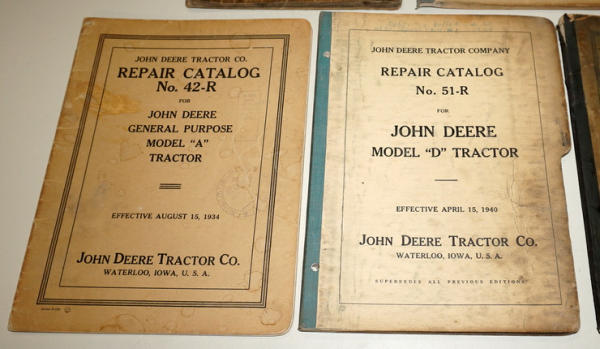 JOHN DEERE TRACTOR CO.
REPAIR CATALOG
No. 42-R
FOR
JOHN DEERE
GENERAL PURPOSE
MODEL "A"
TRACTOR
EFFECTIVE AUGUST 15, 1934
JOHN DEERE TRACTOR CO.
WATERLOO, IOWA, U. S. A.
JOHN DEERE TRACTOR COMPANY
REPAIR CATALOG
No. 51-R
FOR
JOHN DEERE
MODEL "D" TRACTOR
EFFECTIVE APRIL 15, 1940
JOHN DEERE TRACTOR CO.
WATERLOO, IOWA, U. S. A.
SUPERSEDES ALL PREVIOUS EDITIONS